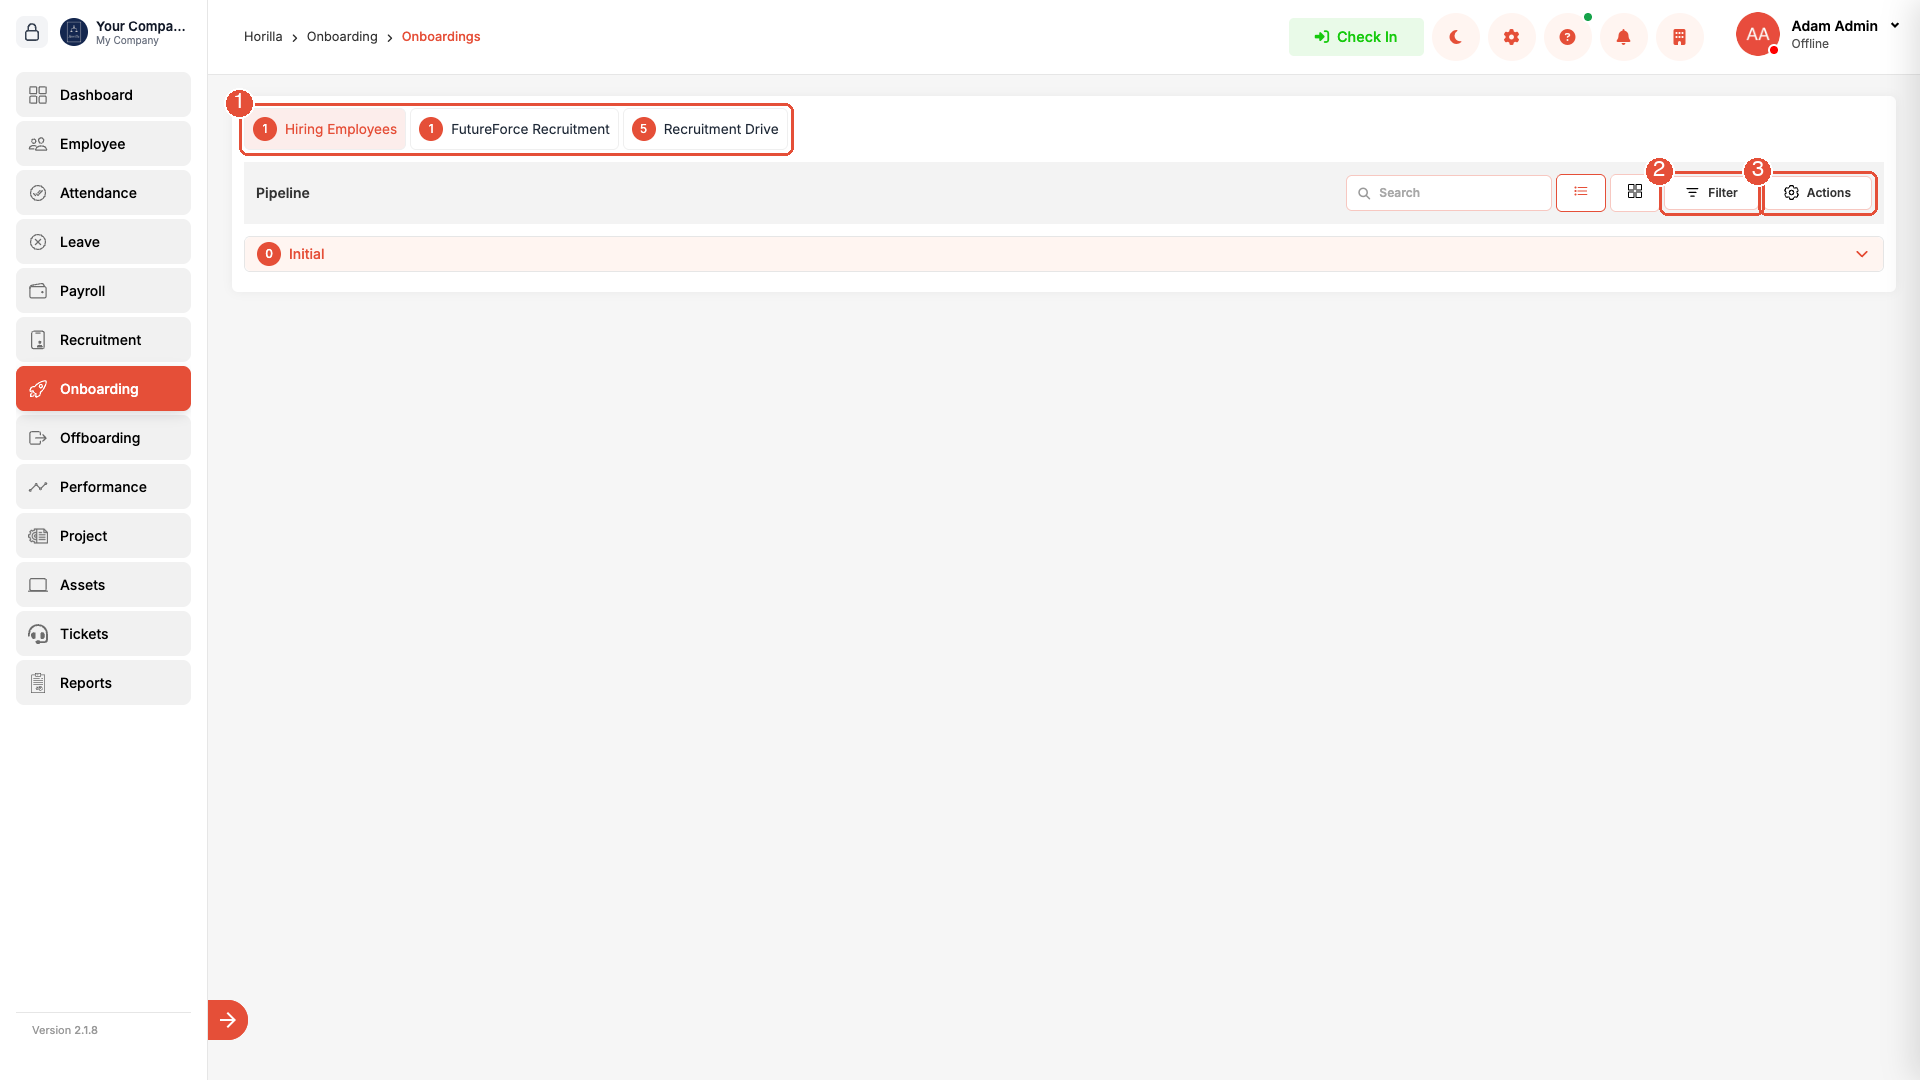 Your Compa...
My Company
Horilla > Onboarding > Onboardings
Check In
?
AA
Adam Admin
Offline
Dashboard
Employee
Attendance
Leave
Payroll
Recruitment
Onboarding
Offboarding
Performance
Project
Assets
Tickets
Reports
Version 2.1.8
1
1 Hiring Employees
1 FutureForce Recruitment
5 Recruitment Drive
Pipeline
Search
2
Filter
3
Actions
0 Initial